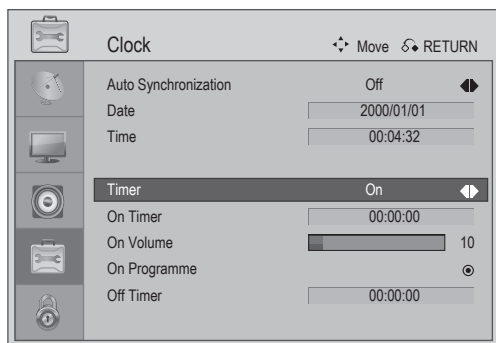 Clock Move RETURN
Auto Synchronization Off
Date 2000/01/01
Time 00:04:32
Timer On
On Timer 00:00:00
On Volume 10
On Programme
Off Timer 00:00:00